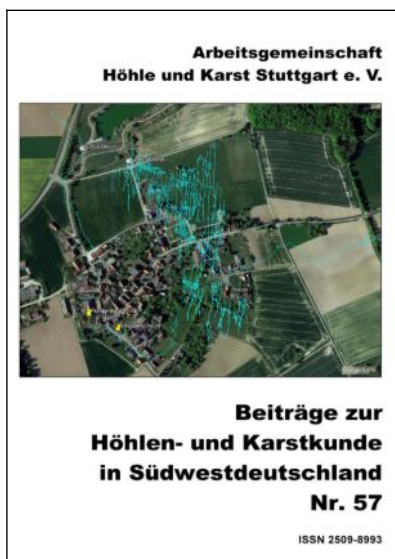 Arbeitsgemeinschaft
Höhle und Karst Stuttgart e. V.
Beiträge zur
Höhlen- und Karstkunde
in Südwestdeutschland
Nr. 57
ISSN 2509-8993